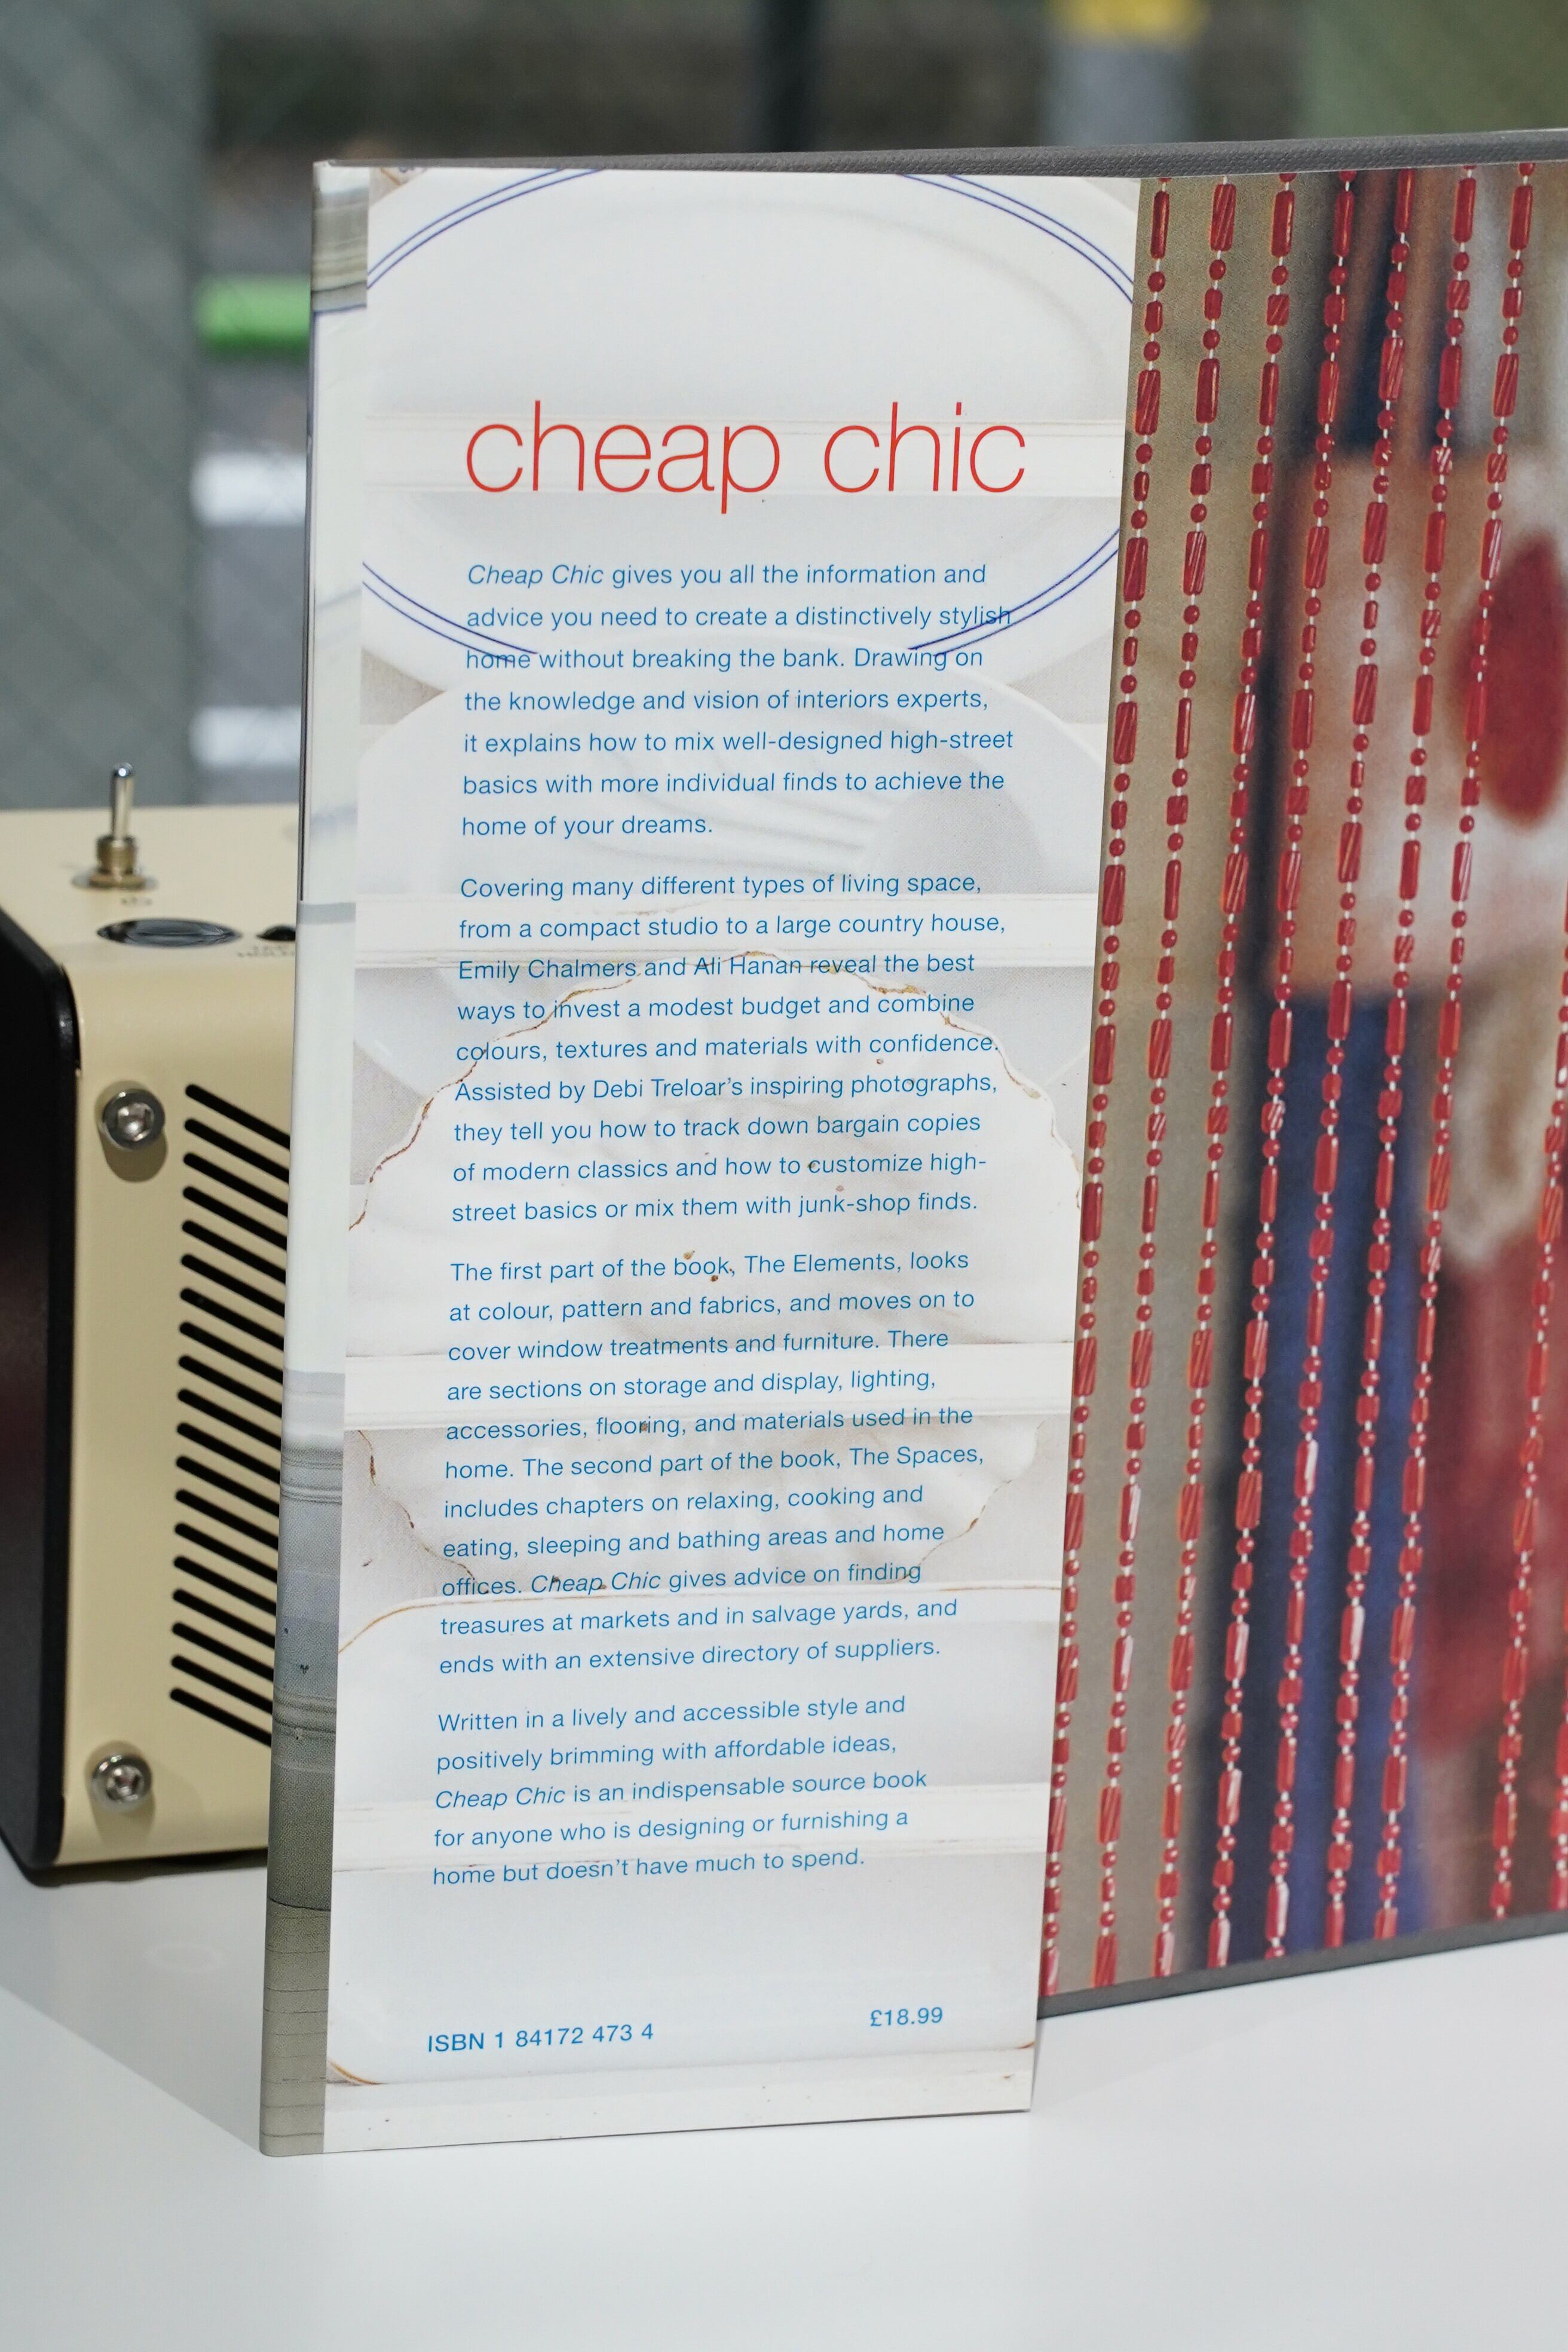 cheap chic
Cheap Chic gives you all the information and
advice you need to create a distinctively stylish
home without breaking the bank. Drawing on
the knowledge and vision of interiors experts,
it explains how to mix well-designed high-street
basics with more individual finds to achieve the
home of your dreams.
Covering many different types of living space,
from a compact studio to a large country house,
Emily Chalmers and Ali Hanan reveal the best
ways to invest a modest budget and combine
colours, textures and materials with confidence.
Assisted by Debi Treloar's inspiring photographs,
they tell you how to track down bargain copies
of modern classics and how to customize high-
street basics or mix them with junk-shop finds.
The first part of the book, The Elements, looks
at colour, pattern and fabrics, and moves on to
cover window treatments and furniture. There
are sections on storage and display, lighting,
accessories, flooring, and materials used in the
home. The second part of the book, The Spaces,
includes chapters on relaxing, cooking and
eating, sleeping and bathing areas and home
offices. Cheap Chic gives advice on finding
treasures at markets and in salvage yards, and
ends with an extensive directory of suppliers.
Written in a lively and accessible style and
positively brimming with affordable ideas,
Cheap Chic is an indispensable source book
for anyone who is designing or furnishing a
home but doesn't have much to spend.
ISBN 1 84172 473 4 £18.99